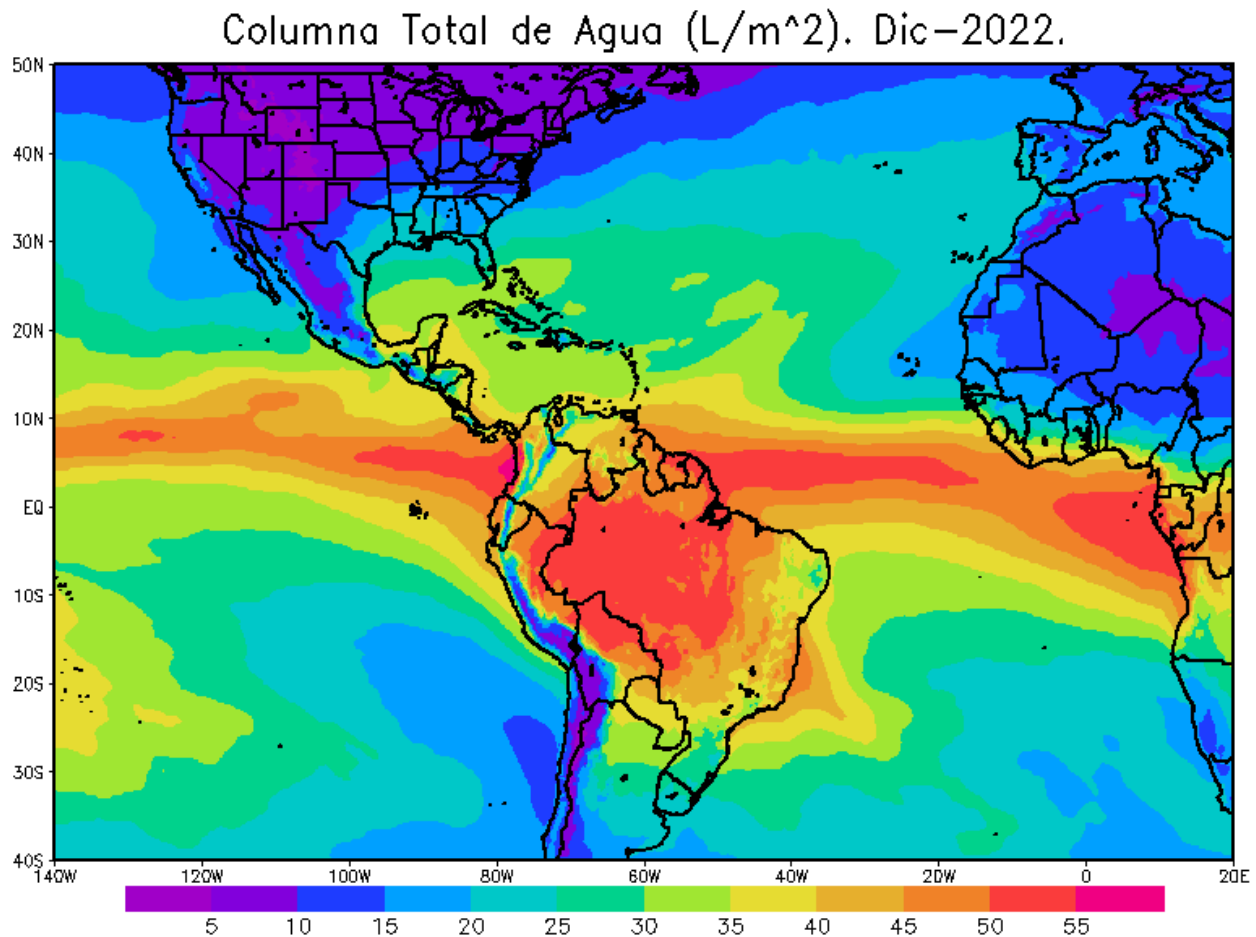 Columna Total de Agua (L/m^2). Dic-2022.
50N
40N
30N
20N
10N
EQ
10S
20S
30S
40S
140W 120W 100W 80W 60W 40W 20W 0 20E
5 10 15 20 25 30 35 40 45 50 55